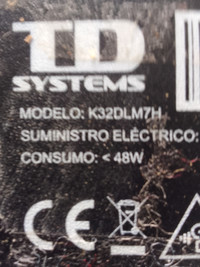 TD
SYSTEMS
MODELO: K32DLM7H
SUMINISTRO ELÉCTRICO:
CONSUMO: < 48W
CE